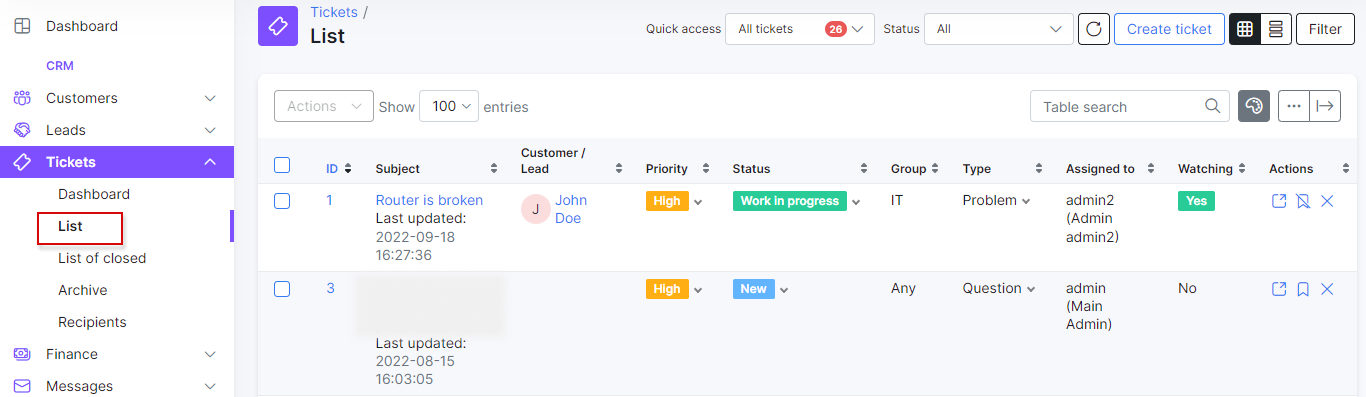 Dashboard
CRM
Customers
Leads
Tickets
Dashboard
List
List of closed
Archive
Recipients
Finance
Messages
Tickets /
List
Quick access
All tickets
26
Status
All
Create ticket
Filter
Actions
Show
100
entries
Table search
ID
Subject
Customer /
Lead
Priority
Status
Group
Type
Assigned to
Watching
Actions
1
Router is broken
Last updated:
2022-09-18
16:27:36
J
John
Doe
High
Work in progress
IT
Problem
admin2
(Admin
admin2)
Yes
3
Last updated:
2022-08-15
16:03:05
High
New
Any
Question
admin
(Main
Admin)
No